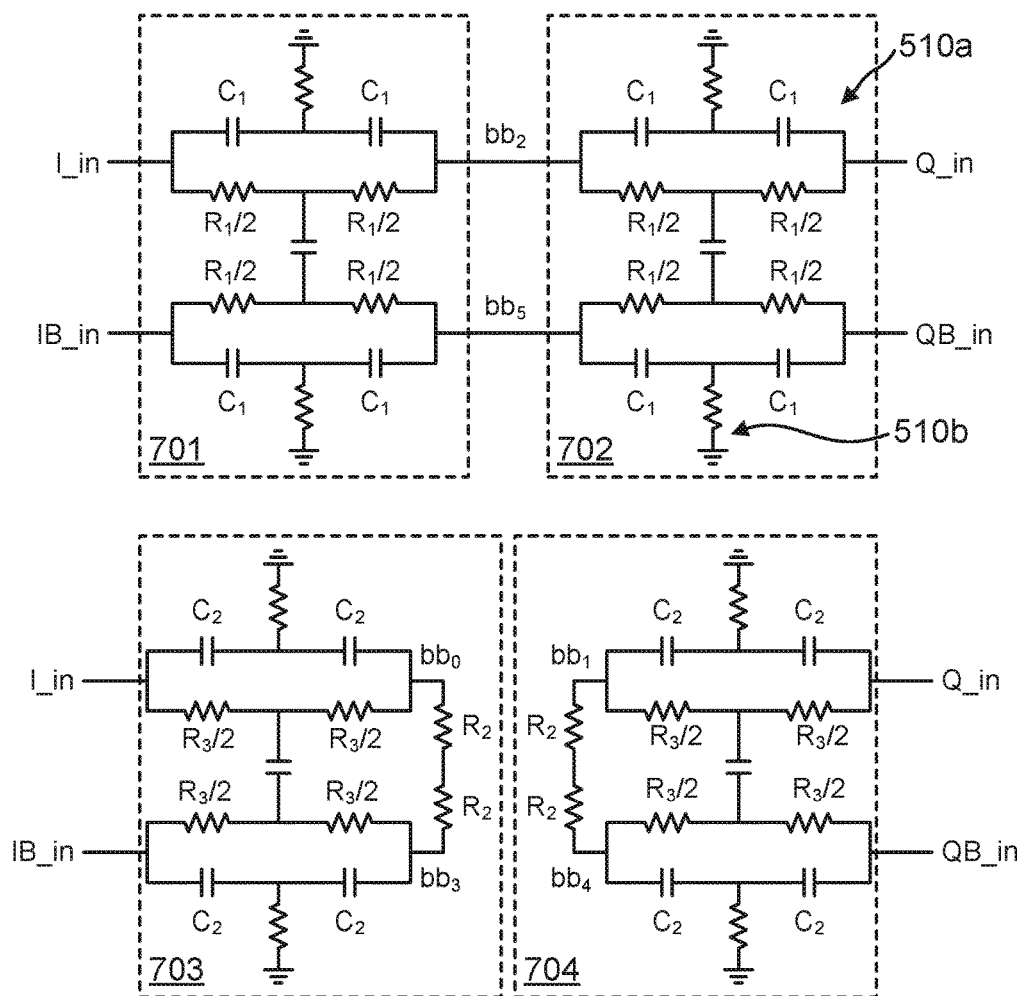 510a
C₁ C₁ C₁ C₁
I_in bb₂ Q_in
R₁/2 R₁/2 R₁/2 R₁/2
R₁/2 R₁/2 R₁/2 R₁/2
IB_in bb₅ QB_in
C₁ C₁ C₁ C₁
701 702 510b
C₂ C₂ C₂ C₂
I_in bb₀ bb₁ Q_in
R₂ R₂
R₃/2 R₃/2 R₃/2 R₃/2
R₃/2 R₃/2 R₂ R₂ R₃/2 R₃/2
IB_in bb₃ bb₄ QB_in
C₂ C₂ C₂ C₂
703 704